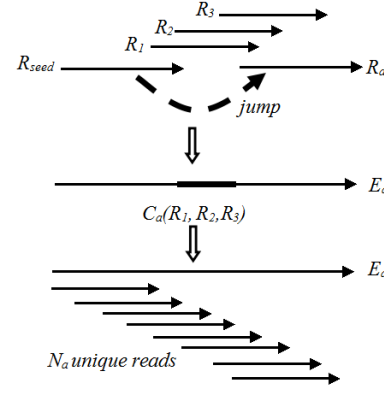 R3
R2
R1
Rseed
Ra
jump
Ea
Ca(R1, R2,R3)
Ea
Na unique reads